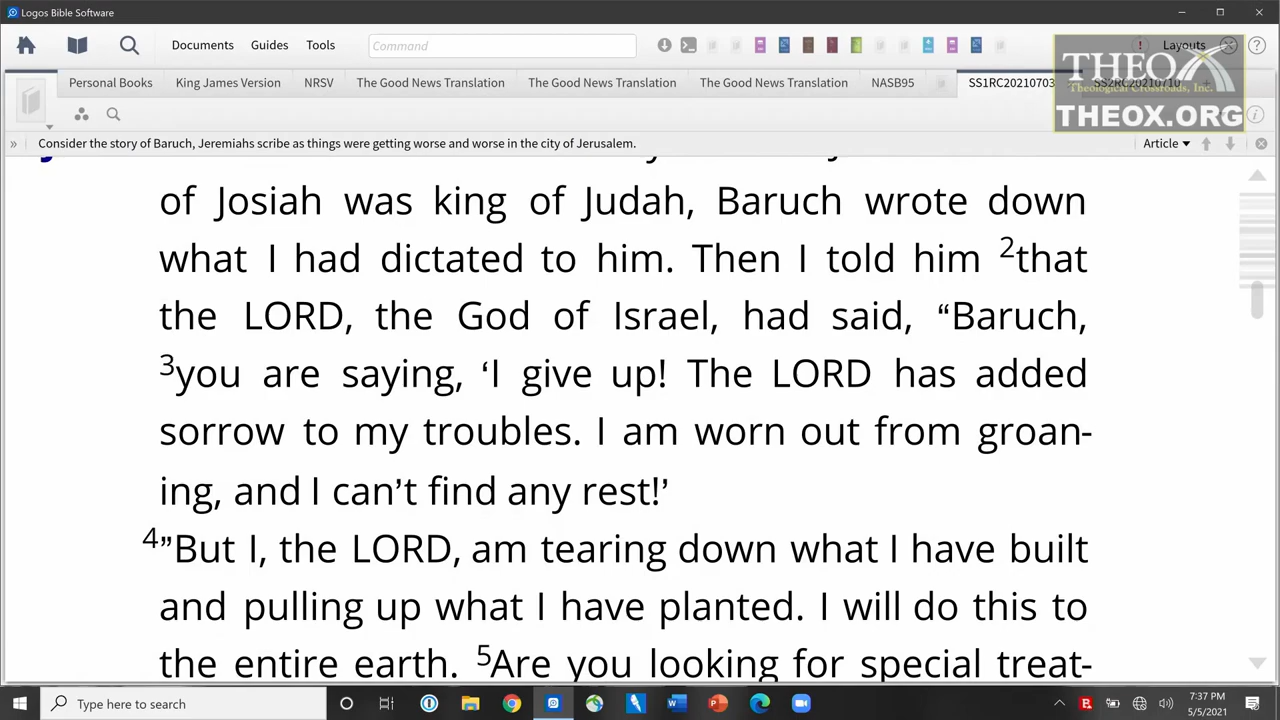 Logos Bible Software
Documents Guides Tools Command Layouts
Personal Books King James Version NRSV The Good News Translation The Good News Translation The Good News Translation NASB95 SS1RC20210703 SS2RC20210710
THEOX
Theological Crossroads, Inc.
THEOX.ORG
Consider the story of Baruch, Jeremiahs scribe as things were getting worse and worse in the city of Jerusalem. Article
of Josiah was king of Judah, Baruch wrote down
what I had dictated to him. Then I told him 2that
the LORD, the God of Israel, had said, “Baruch,
3you are saying, ‘I give up! The LORD has added
sorrow to my troubles. I am worn out from groan-
ing, and I can’t find any rest!’
4”But I, the LORD, am tearing down what I have built
and pulling up what I have planted. I will do this to
the entire earth. 5Are you looking for special treat-
Type here to search
7:37 PM
5/5/2021